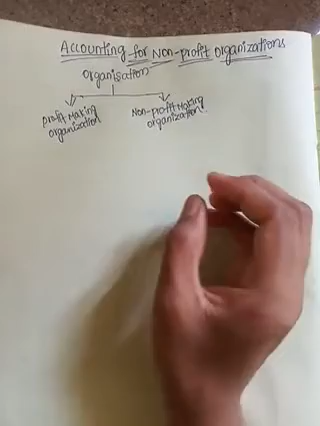 Accounting for Non-profit Organizations
Organisation
Profit Making
organization
Non-profit Making
organization.